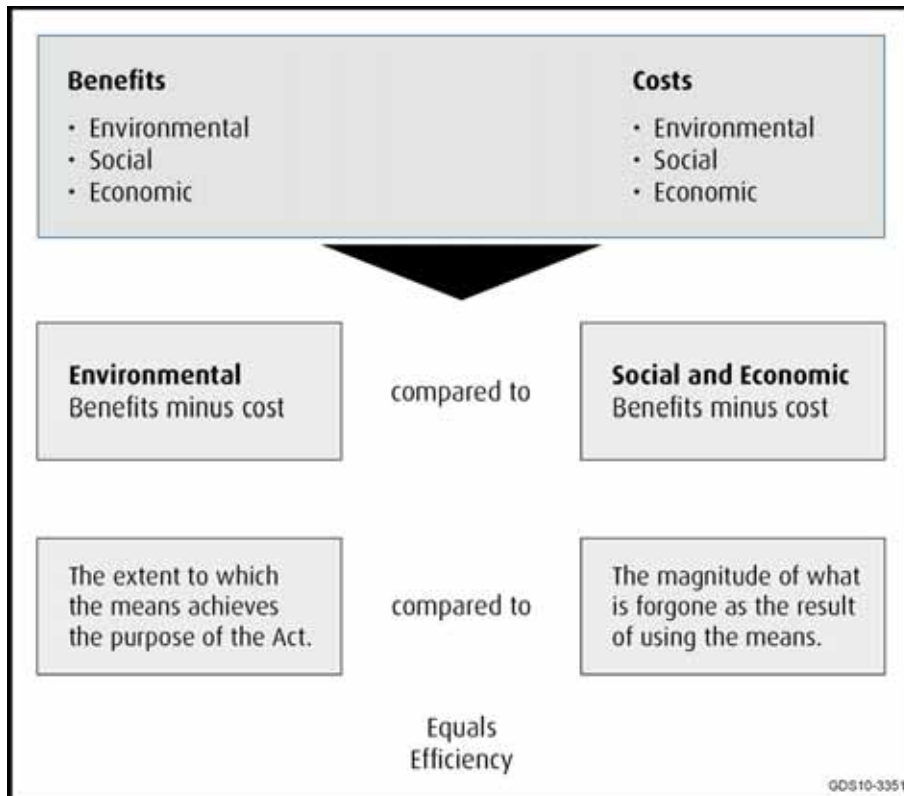 Benefits
• Environmental
• Social
• Economic
Costs
• Environmental
• Social
• Economic
Environmental
Benefits minus cost
compared to
Social and Economic
Benefits minus cost
The extent to which
the means achieves
the purpose of the Act.
compared to
The magnitude of what
is forgone as the result
of using the means.
Equals
Efficiency
GDS10-3351